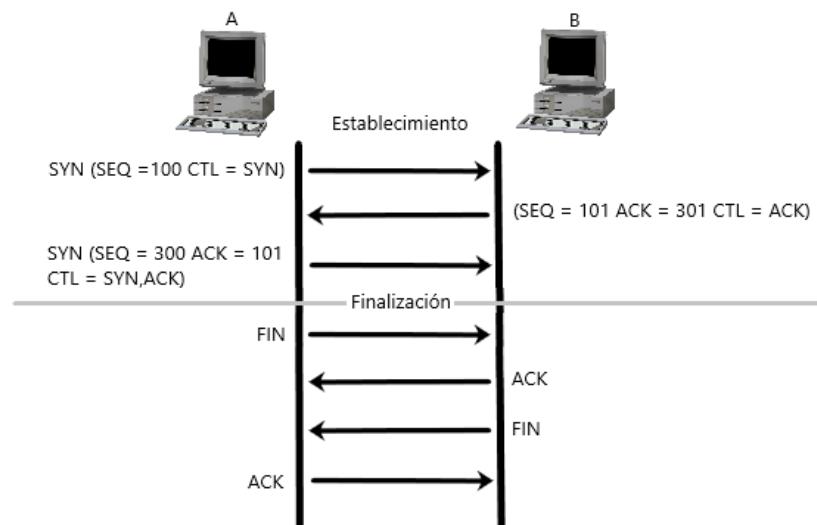 A
B
Establecimiento
SYN (SEQ =100 CTL = SYN)
(SEQ = 101 ACK = 301 CTL = ACK)
SYN (SEQ = 300 ACK = 101
CTL = SYN,ACK)
Finalización
FIN
ACK
FIN
ACK